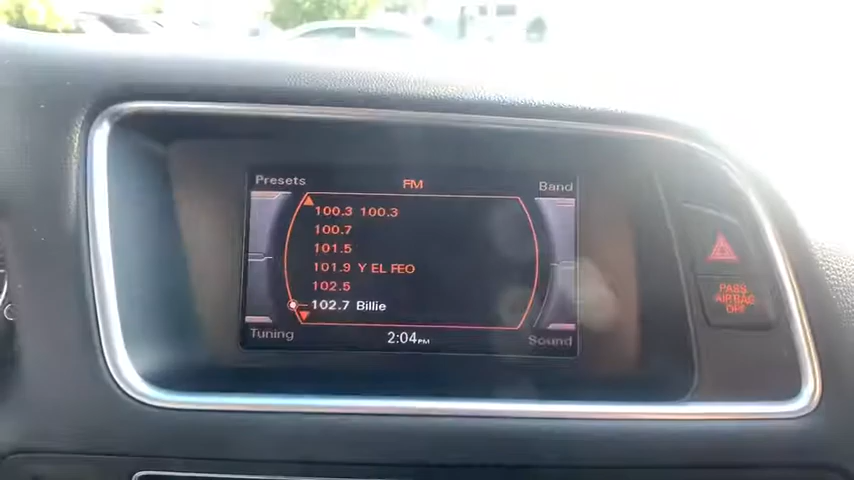 Presets FM Band
100.3 100.3
100.7
101.5
101.9 Y EL FEO
102.5
102.7 Billie
Tuning 2:04PM Sound
PASS
AIRBAG
OFF